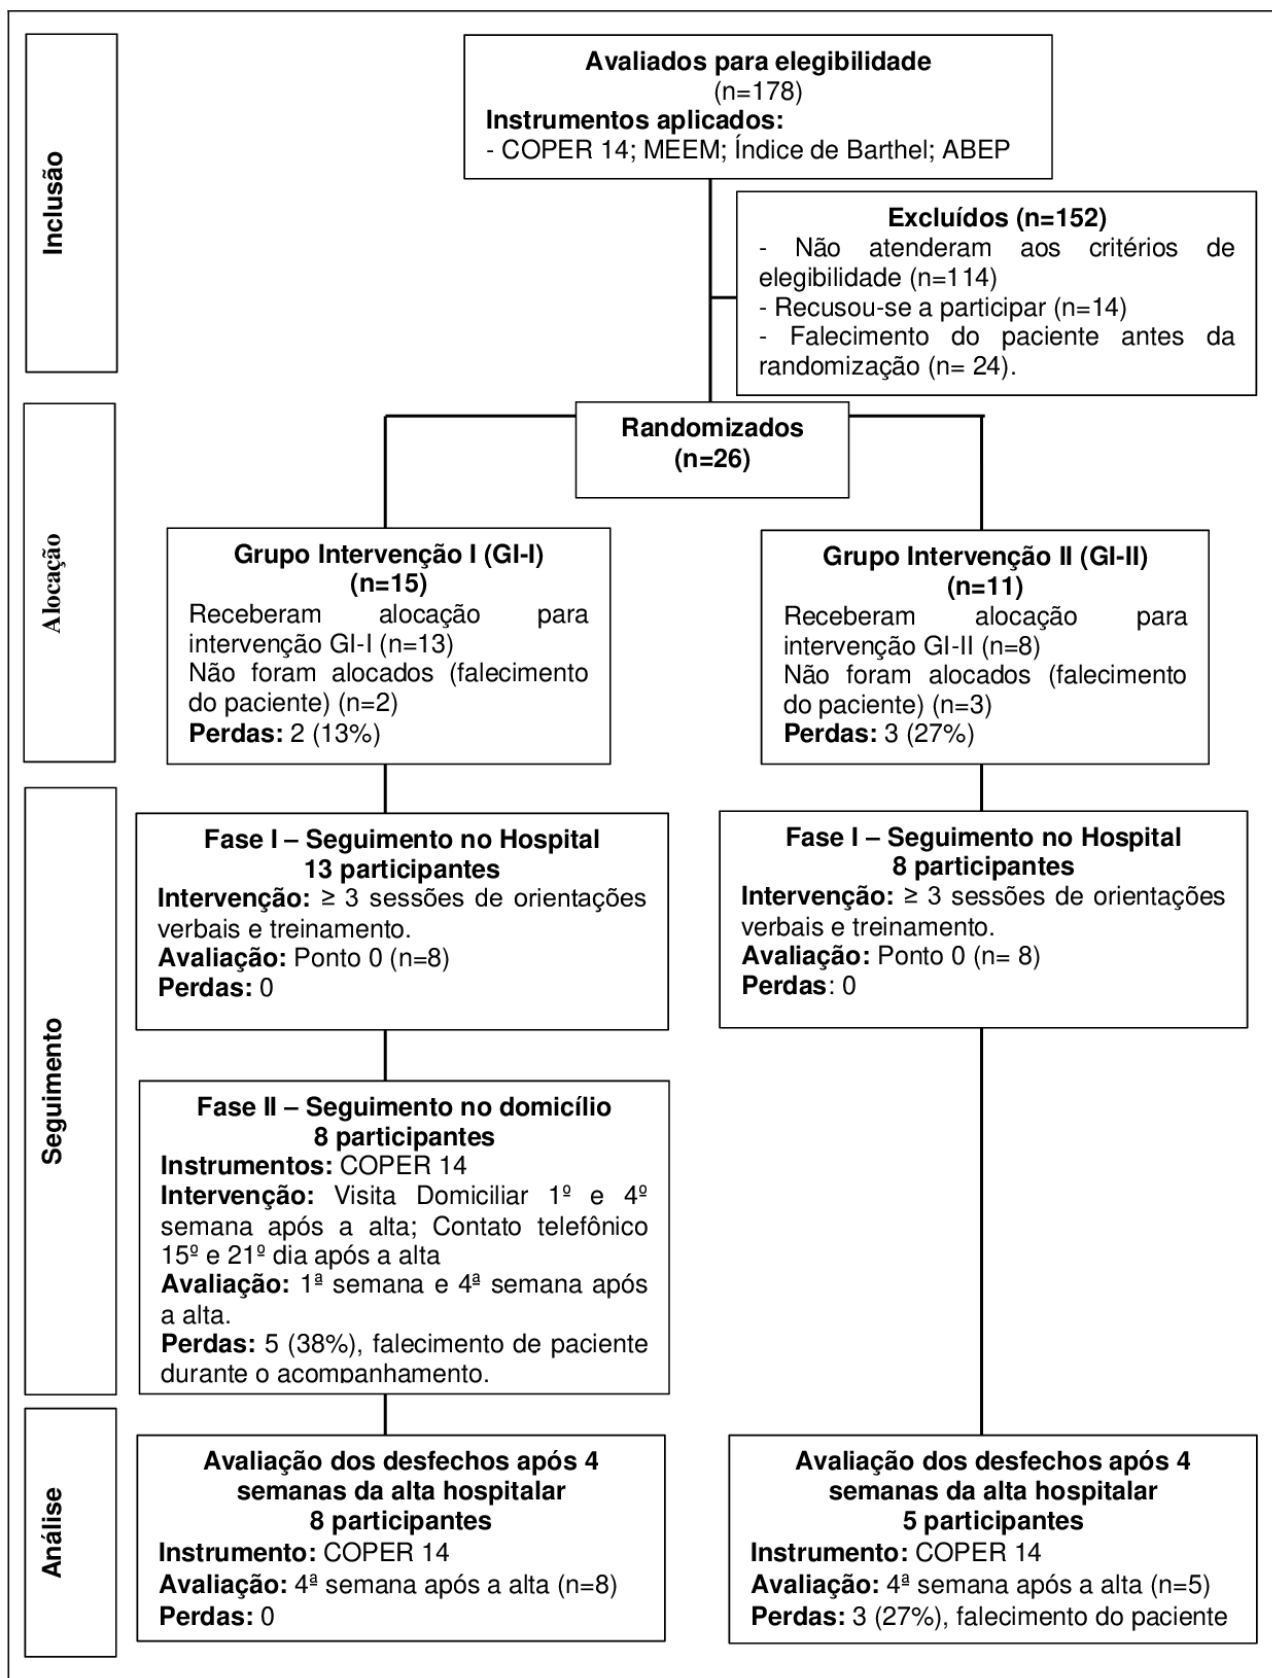 Inclusão
Avaliados para elegibilidade
(n=178)
Instrumentos aplicados:
- COPER 14; MEEM; Índice de Barthel; ABEP
Excluídos (n=152)
- Não atenderam aos critérios de
elegibilidade (n=114)
- Recusou-se a participar (n=14)
- Falecimento do paciente antes da
randomização (n= 24).
Alocação
Randomizados
(n=26)
Grupo Intervenção I (GI-I)
(n=15)
Receberam alocação para
intervenção GI-I (n=13)
Não foram alocados (falecimento
do paciente) (n=2)
Perdas: 2 (13%)
Grupo Intervenção II (GI-II)
(n=11)
Receberam alocação para
intervenção GI-II (n=8)
Não foram alocados (falecimento
do paciente) (n=3)
Perdas: 3 (27%)
Seguimento
Fase I – Seguimento no Hospital
13 participantes
Intervenção: ≥ 3 sessões de orientações
verbais e treinamento.
Avaliação: Ponto 0 (n=8)
Perdas: 0
Fase I – Seguimento no Hospital
8 participantes
Intervenção: ≥ 3 sessões de orientações
verbais e treinamento.
Avaliação: Ponto 0 (n= 8)
Perdas: 0
Fase II – Seguimento no domicílio
8 participantes
Instrumentos: COPER 14
Intervenção: Visita Domiciliar 1º e 4º
semana após a alta; Contato telefônico
15º e 21º dia após a alta
Avaliação: 1ª semana e 4ª semana após
a alta.
Perdas: 5 (38%), falecimento de paciente
durante o acompanhamento.
Análise
Avaliação dos desfechos após 4
semanas da alta hospitalar
8 participantes
Instrumento: COPER 14
Avaliação: 4ª semana após a alta (n=8)
Perdas: 0
Avaliação dos desfechos após 4
semanas da alta hospitalar
5 participantes
Instrumento: COPER 14
Avaliação: 4ª semana após a alta (n=5)
Perdas: 3 (27%), falecimento do paciente